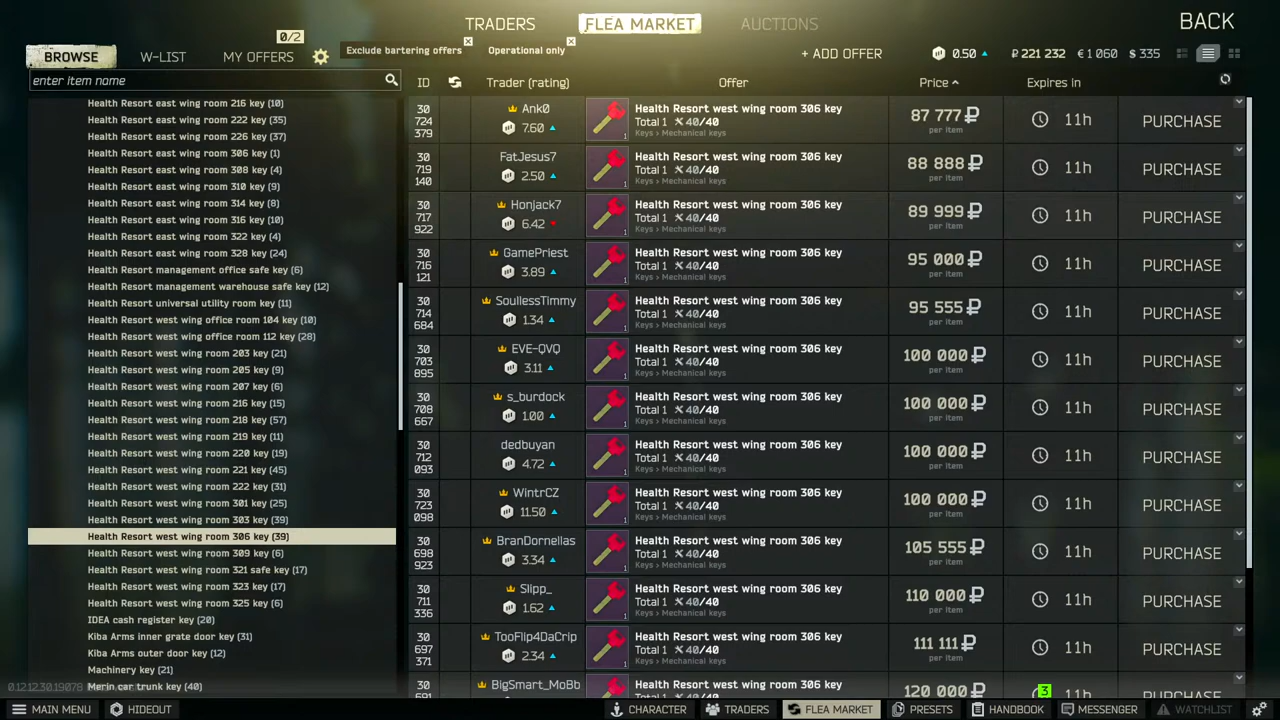 TRADERS
FLEA MARKET
AUCTIONS
BACK
0/2
BROWSE
W-LIST
MY OFFERS
Exclude bartering offers
Operational only
+ ADD OFFER
0.50
₽ 221 232
€ 1 060
$ 335
enter item name
ID
Trader (rating)
Offer
Price
Expires in
Health Resort east wing room 216 key (10)
Health Resort east wing room 222 key (35)
Health Resort east wing room 226 key (37)
Health Resort east wing room 306 key (1)
Health Resort east wing room 308 key (4)
Health Resort east wing room 310 key (9)
Health Resort east wing room 314 key (8)
Health Resort east wing room 316 key (10)
Health Resort east wing room 322 key (4)
Health Resort east wing room 328 key (24)
Health Resort management office safe key (6)
Health Resort management warehouse safe key (12)
Health Resort universal utility room key (11)
Health Resort west wing office room 104 key (10)
Health Resort west wing office room 112 key (28)
Health Resort west wing room 203 key (21)
Health Resort west wing room 205 key (9)
Health Resort west wing room 207 key (6)
Health Resort west wing room 216 key (15)
Health Resort west wing room 218 key (57)
Health Resort west wing room 219 key (11)
Health Resort west wing room 220 key (19)
Health Resort west wing room 221 key (45)
Health Resort west wing room 222 key (31)
Health Resort west wing room 301 key (25)
Health Resort west wing room 303 key (39)
Health Resort west wing room 306 key (39)
Health Resort west wing room 309 key (6)
Health Resort west wing room 321 safe key (17)
Health Resort west wing room 323 key (17)
Health Resort west wing room 325 key (6)
IDEA cash register key (20)
Kiba Arms inner grate door key (31)
Kiba Arms outer door key (12)
Machinery key (21)
Merin car trunk key (40)
30
724
379
Ank0
7.60
1
Health Resort west wing room 306 key
Total 1 40/40
Keys > Mechanical keys
87 777 ₽
per item
11h
PURCHASE
30
719
140
FatJesus7
2.50
1
Health Resort west wing room 306 key
Total 1 40/40
Keys > Mechanical keys
88 888 ₽
per item
11h
PURCHASE
30
717
922
Honjack7
6.42
1
Health Resort west wing room 306 key
Total 1 40/40
Keys > Mechanical keys
89 999 ₽
per item
11h
PURCHASE
30
716
121
GamePriest
3.89
1
Health Resort west wing room 306 key
Total 1 40/40
Keys > Mechanical keys
95 000 ₽
per item
11h
PURCHASE
30
714
684
SoullessTimmy
1.34
1
Health Resort west wing room 306 key
Total 1 40/40
Keys > Mechanical keys
95 555 ₽
per item
11h
PURCHASE
30
703
895
EVE-QVQ
3.11
1
Health Resort west wing room 306 key
Total 1 40/40
Keys > Mechanical keys
100 000 ₽
per item
11h
PURCHASE
30
708
667
s_burdock
1.00
1
Health Resort west wing room 306 key
Total 1 40/40
Keys > Mechanical keys
100 000 ₽
per item
11h
PURCHASE
30
712
093
dedbuyan
4.72
1
Health Resort west wing room 306 key
Total 1 40/40
Keys > Mechanical keys
100 000 ₽
per item
11h
PURCHASE
30
723
098
WintrCZ
11.50
1
Health Resort west wing room 306 key
Total 1 40/40
Keys > Mechanical keys
100 000 ₽
per item
11h
PURCHASE
30
698
923
BranDornellas
3.34
1
Health Resort west wing room 306 key
Total 1 40/40
Keys > Mechanical keys
105 555 ₽
per item
11h
PURCHASE
30
711
336
Slipp_
1.62
1
Health Resort west wing room 306 key
Total 1 40/40
Keys > Mechanical keys
110 000 ₽
per item
11h
PURCHASE
30
697
371
TooFlip4DaCrip
2.34
1
Health Resort west wing room 306 key
Total 1 40/40
Keys > Mechanical keys
111 111 ₽
per item
11h
PURCHASE
30
691
BigSmart_MoBb
Health Resort west wing room 306 key
Total 1 40/40
120 000 ₽
11h
PURCHASE
3
MAIN MENU
HIDEOUT
CHARACTER
TRADERS
FLEA MARKET
PRESETS
HANDBOOK
MESSENGER
WATCHLIST